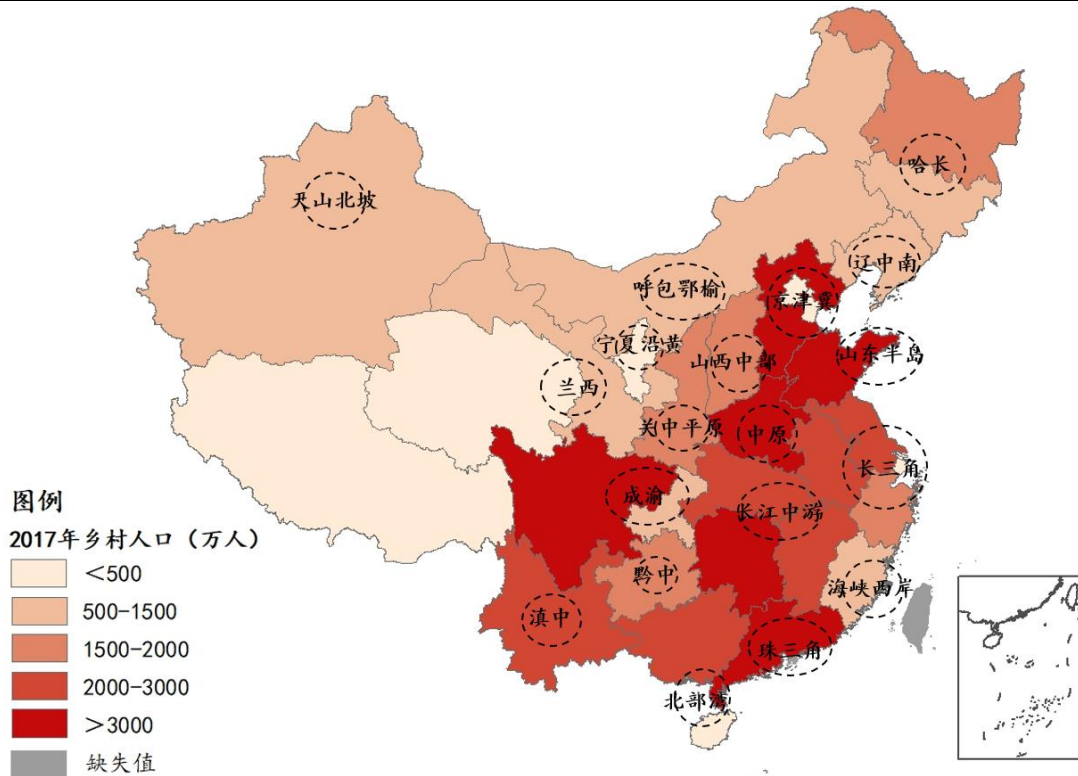 哈长
天山北坡
辽中南
呼包鄂榆
京津冀
宁夏沿黄
山西中部
山东半岛
兰西
关中平原
中原
长三角
成渝
长江中游
黔中
海峡西岸
滇中
珠三角
北部湾
图例
2017年乡村人口（万人）
＜500
500-1500
1500-2000
2000-3000
＞3000
缺失值